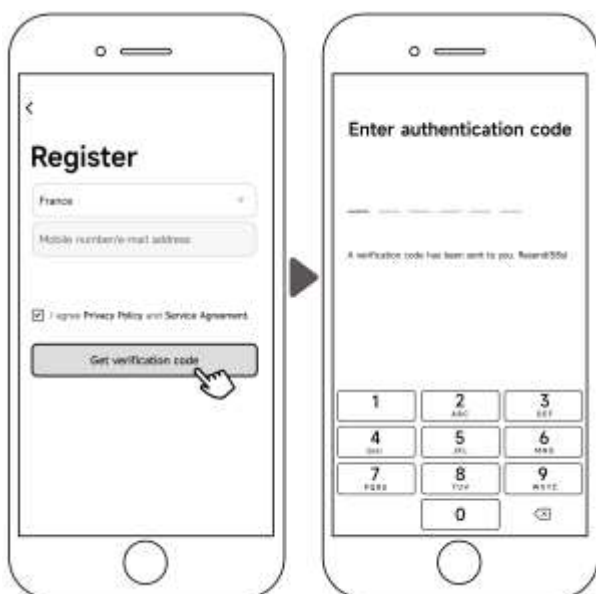 Register
France
Mobile number/e-mail address
I agree Privacy Policy and Service Agreement
Get verification code
Enter authentication code
A verification code has been sent to you. Resend(58s)
1
2
ABC
3
DEF
4
GHI
5
JKL
6
MNO
7
PQRS
8
TUV
9
WXYZ
0